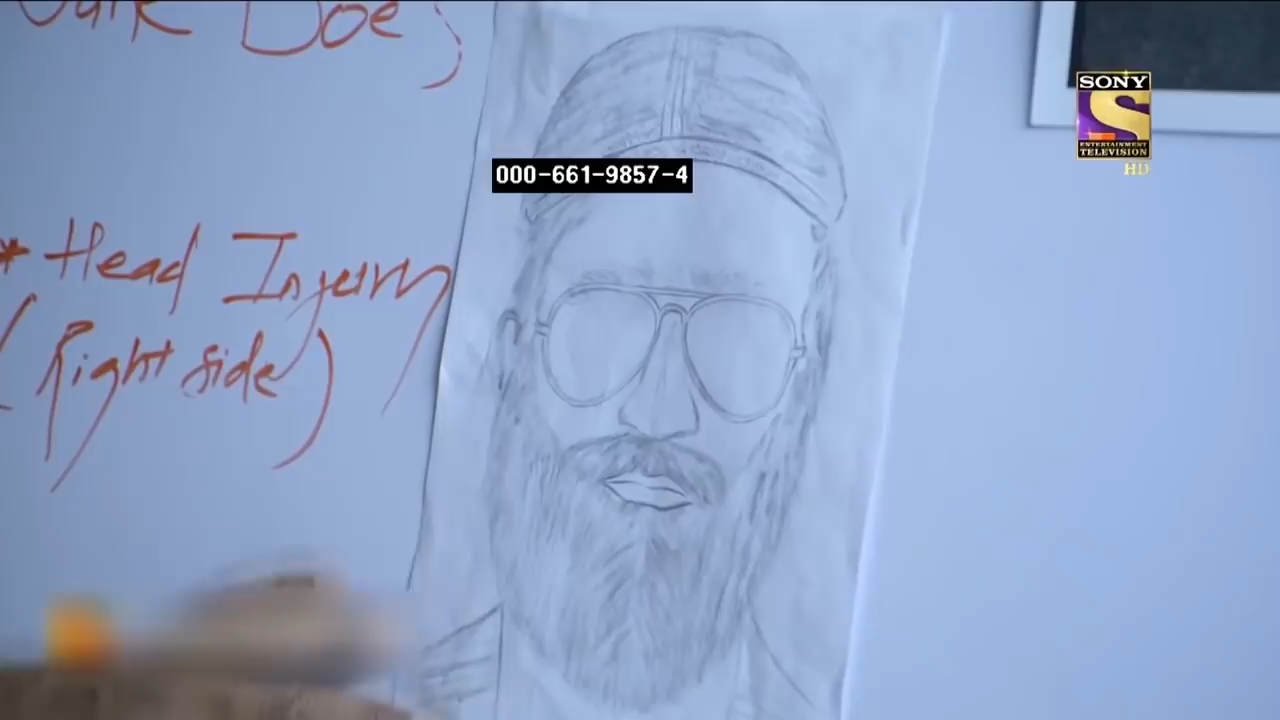 Doe)
SONY
ENTERTAINMENT
TELEVISION
HD
000-661-9857-4
* Head Injury
(Right side)